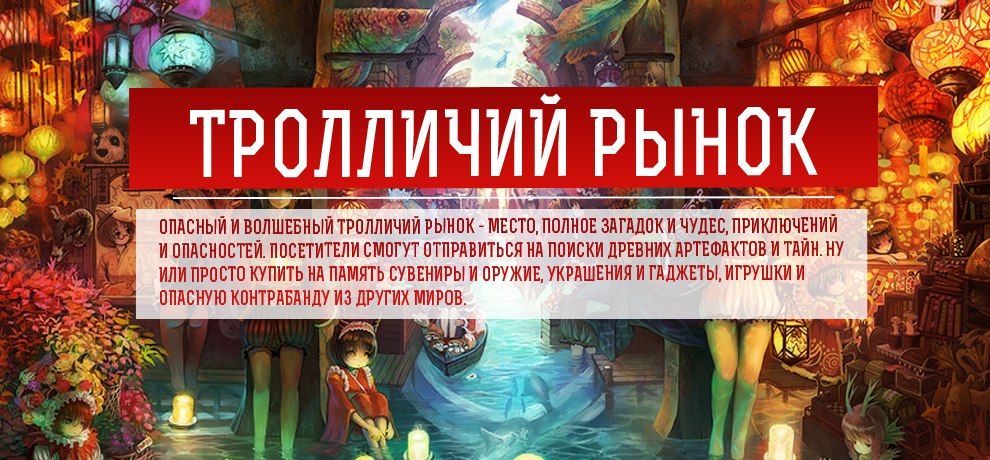 ТРОЛЛИЧИЙ РЫНОК
ОПАСНЫЙ И ВОЛШЕБНЫЙ ТРОЛЛИЧИЙ РЫНОК - МЕСТО, ПОЛНОЕ ЗАГАДОК И ЧУДЕС, ПРИКЛЮЧЕНИЙ
И ОПАСНОСТЕЙ. ПОСЕТИТЕЛИ СМОГУТ ОТПРАВИТЬСЯ НА ПОИСКИ ДРЕВНИХ АРТЕФАКТОВ И ТАЙН. НУ
ИЛИ ПРОСТО КУПИТЬ НА ПАМЯТЬ СУВЕНИРЫ И ОРУЖИЕ, УКРАШЕНИЯ И ГАДЖЕТЫ, ИГРУШКИ И
ОПАСНУЮ КОНТРАБАНДУ ИЗ ДРУГИХ МИРОВ.